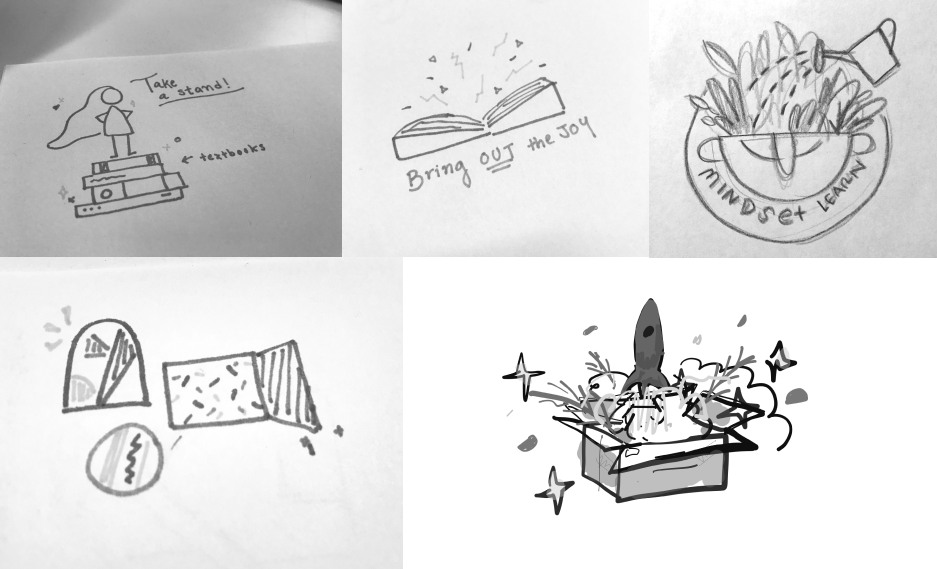 Take
a stand!
← textbooks
Bring OUT the JOY
MINDSET LEARN